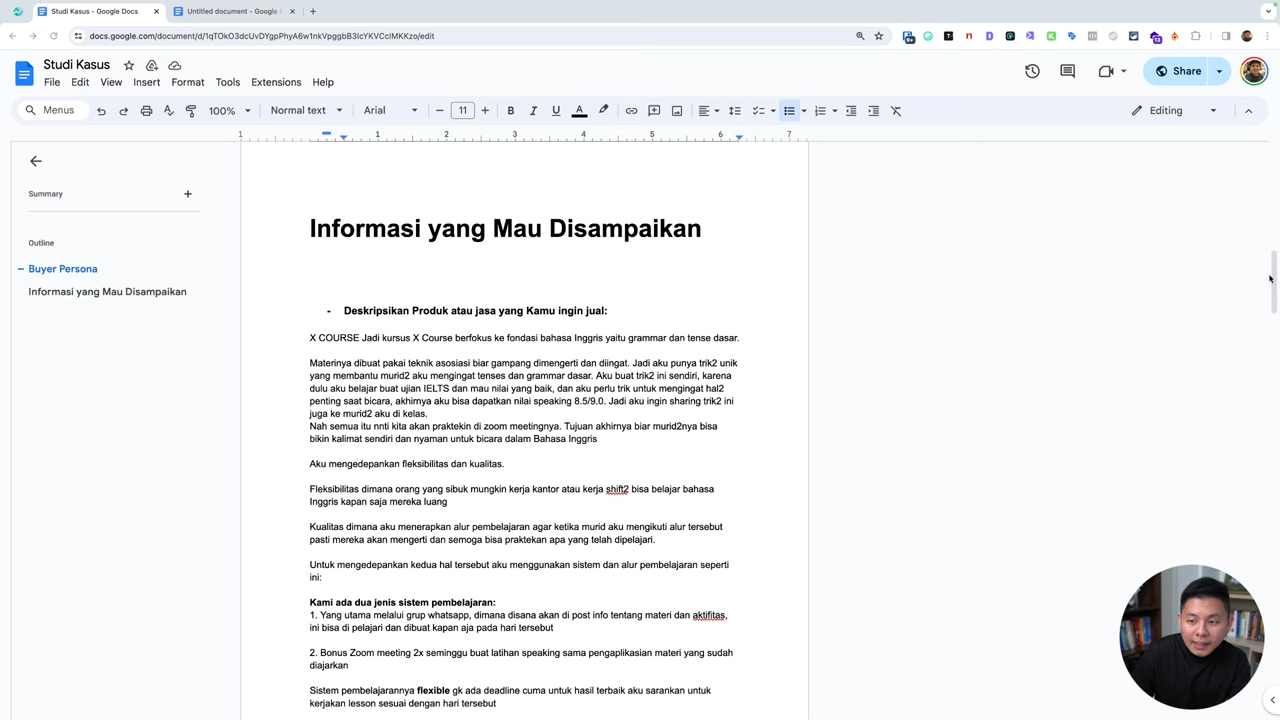 Studi Kasus - Google Docs
Untitled document - Google
docs.google.com/document/d/1qTOkO3dcUvDYgpPhyA6w1nkVpggbB3lcYKVCclMKKzo/edit
Studi Kasus
File Edit View Insert Format Tools Extensions Help
Share
Menus
100%
Normal text
Arial
11
Editing
1 1 2 3 4 5 6 7
Summary
Outline
Buyer Persona
Informasi yang Mau Disampaikan
Informasi yang Mau Disampaikan
- Deskripsikan Produk atau jasa yang Kamu ingin jual:
X COURSE Jadi kursus X Course berfokus ke fondasi bahasa Inggris yaitu grammar dan tense dasar.
Materinya dibuat pakai teknik asosiasi biar gampang dimengerti dan diingat. Jadi aku punya trik2 unik
yang membantu murid2 aku mengingat tenses dan grammar dasar. Aku buat trik2 ini sendiri, karena
dulu aku belajar buat ujian IELTS dan mau nilai yang baik, dan aku perlu trik untuk mengingat hal2
penting saat bicara, akhirnya aku bisa dapatkan nilai speaking 8.5/9.0. Jadi aku ingin sharing trik2 ini
juga ke murid2 aku di kelas.
Nah semua itu nnti kita akan praktekin di zoom meetingnya. Tujuan akhirnya biar murid2nya bisa
bikin kalimat sendiri dan nyaman untuk bicara dalam Bahasa Inggris
Aku mengedepankan fleksibilitas dan kualitas.
Fleksibilitas dimana orang yang sibuk mungkin kerja kantor atau kerja shift2 bisa belajar bahasa
Inggris kapan saja mereka luang
Kualitas dimana aku menerapkan alur pembelajaran agar ketika murid aku mengikuti alur tersebut
pasti mereka akan mengerti dan semoga bisa praktekan apa yang telah dipelajari.
Untuk mengedepankan kedua hal tersebut aku menggunakan sistem dan alur pembelajaran seperti
ini:
Kami ada dua jenis sistem pembelajaran:
1. Yang utama melalui grup whatsapp, dimana disana akan di post info tentang materi dan aktifitas,
ini bisa di pelajari dan dibuat kapan aja pada hari tersebut
2. Bonus Zoom meeting 2x seminggu buat latihan speaking sama pengaplikasian materi yang sudah
diajarkan
Sistem pembelajarannya flexible gk ada deadline cuma untuk hasil terbaik aku sarankan untuk
kerjakan lesson sesuai dengan hari tersebut